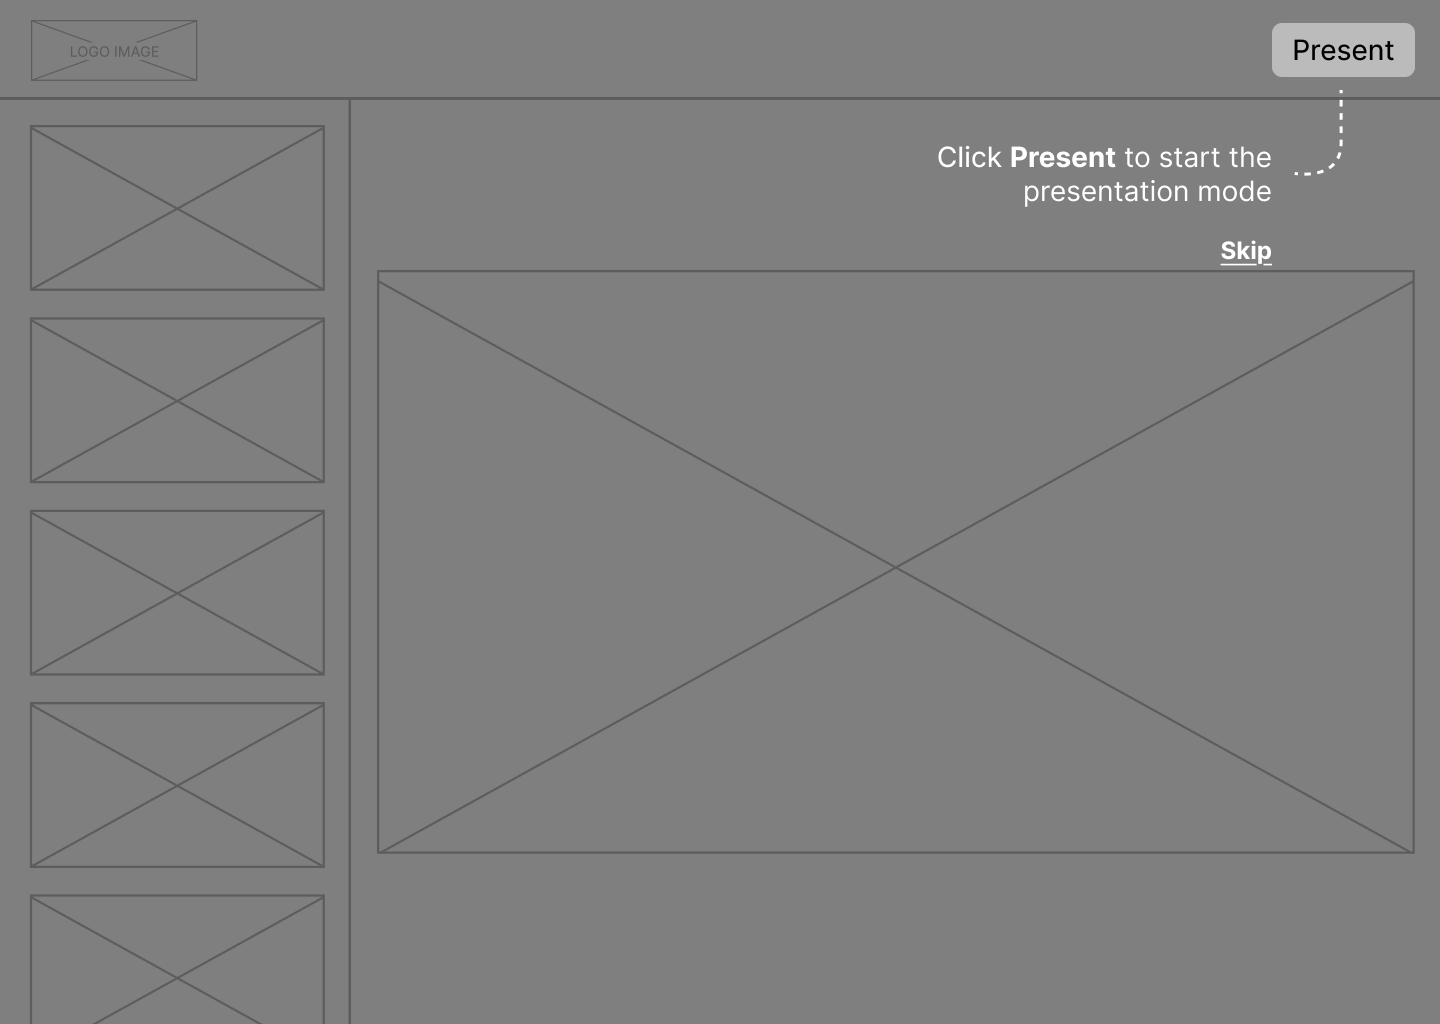 LOGO IMAGE
Present
Click Present to start the
presentation mode
Skip